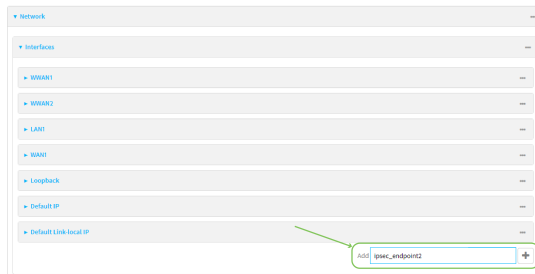 Network
Interfaces
WWAN1
WWAN2
LAN1
WAN1
Loopback
Default IP
Default Link-local IP
Add ipsec_endpoint2